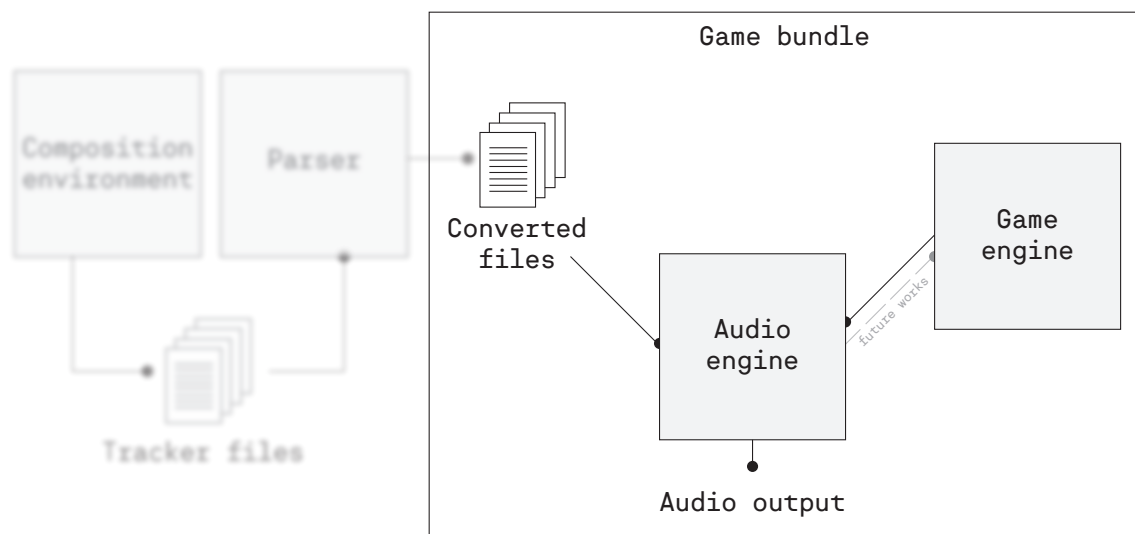 Game bundle
Composition
environment
Parser
Converted
files
Tracker files
Game
engine
Audio
engine
future works
Audio output